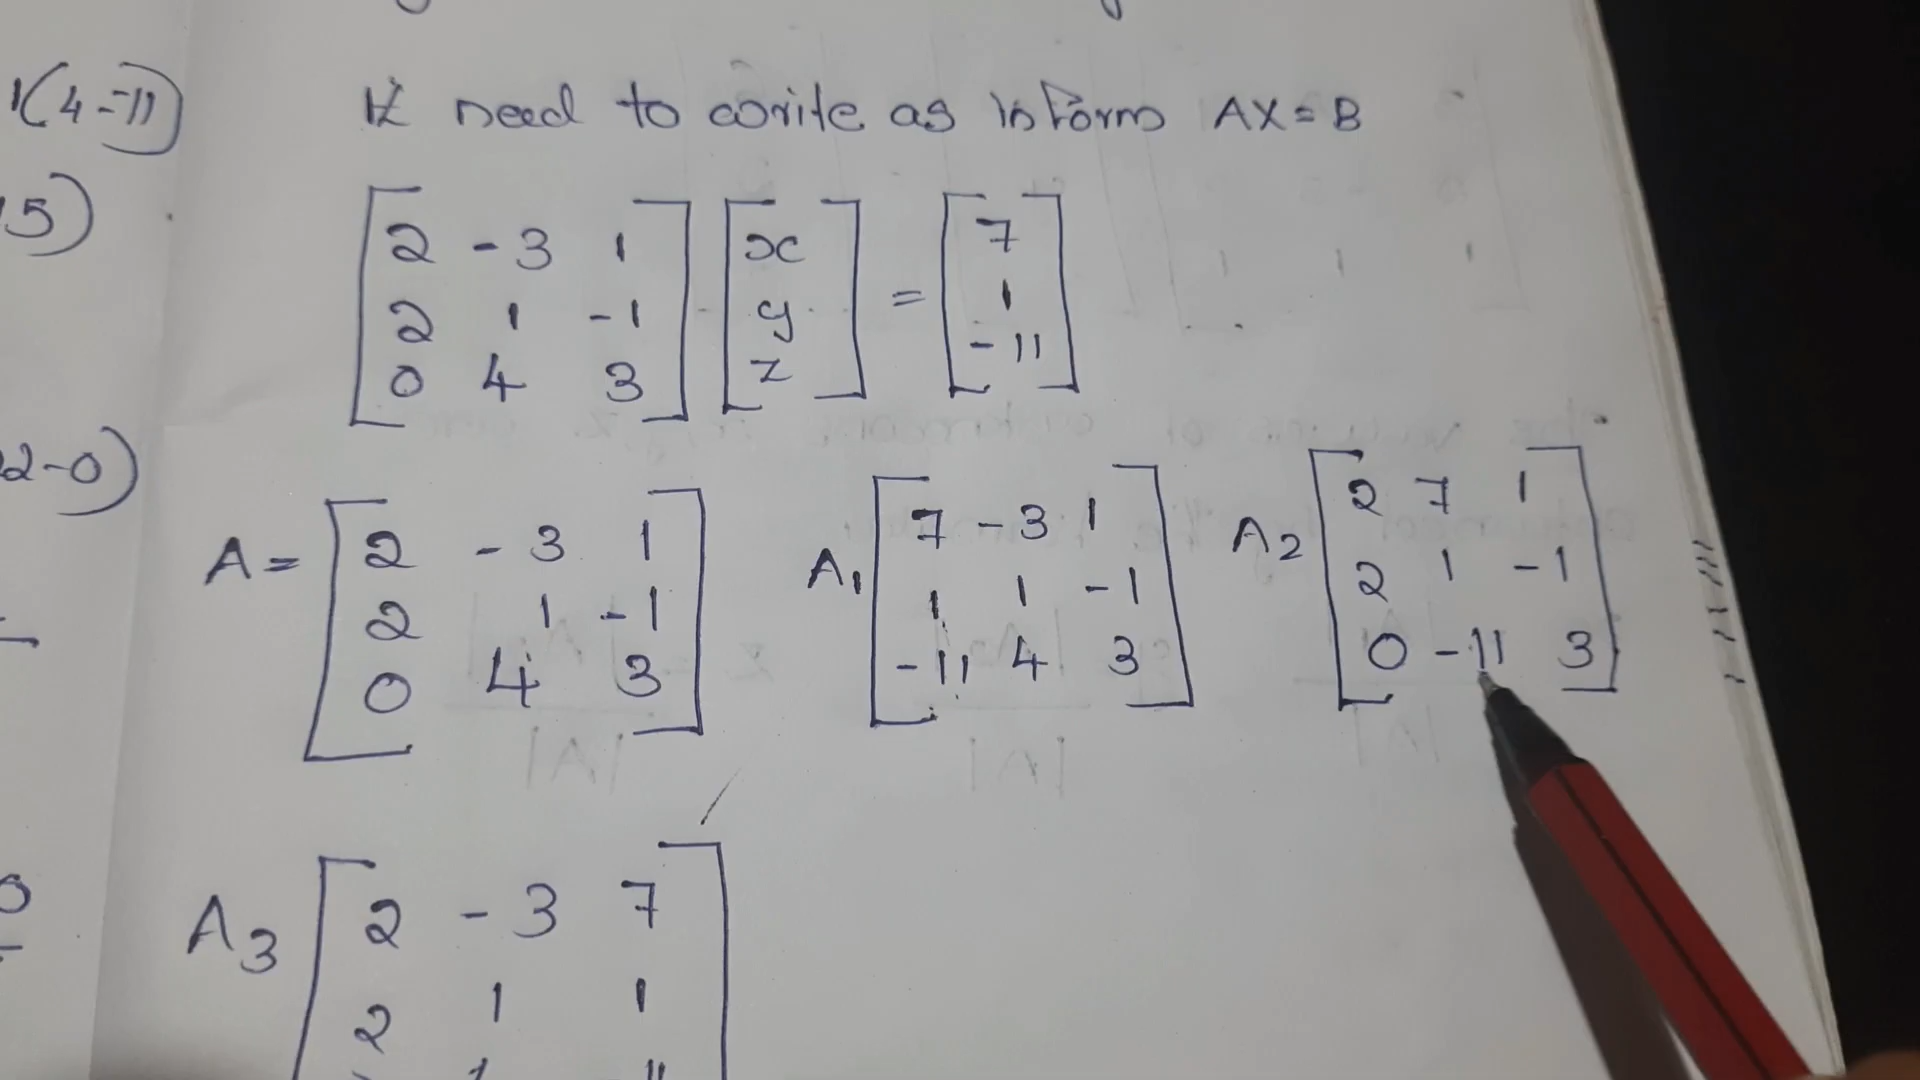 1(4-11)
5)
2-0)
It need to write as in form AX = B
[2 -3 1] [x] = [7]
[2 1 -1] [y] [1]
[0 4 3] [z] [-11]
A = [2 -3 1] A1 [7 -3 1] A2 [2 7 1]
[2 1 -1] [1 1 -1] [2 1 -1]
[0 4 3] [-11 4 3] [0 -11 3]
A3 [2 -3 7]
[2 1 1]